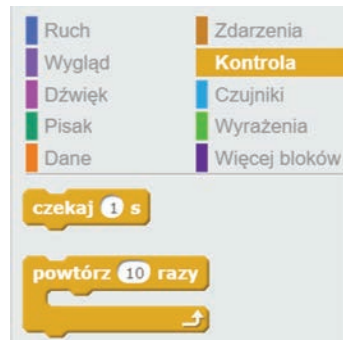 Ruch Zdarzenia
Wygląd Kontrola
Dźwięk Czujniki
Pisak Wyrażenia
Dane Więcej bloków
czekaj 1 s
powtórz 10 razy